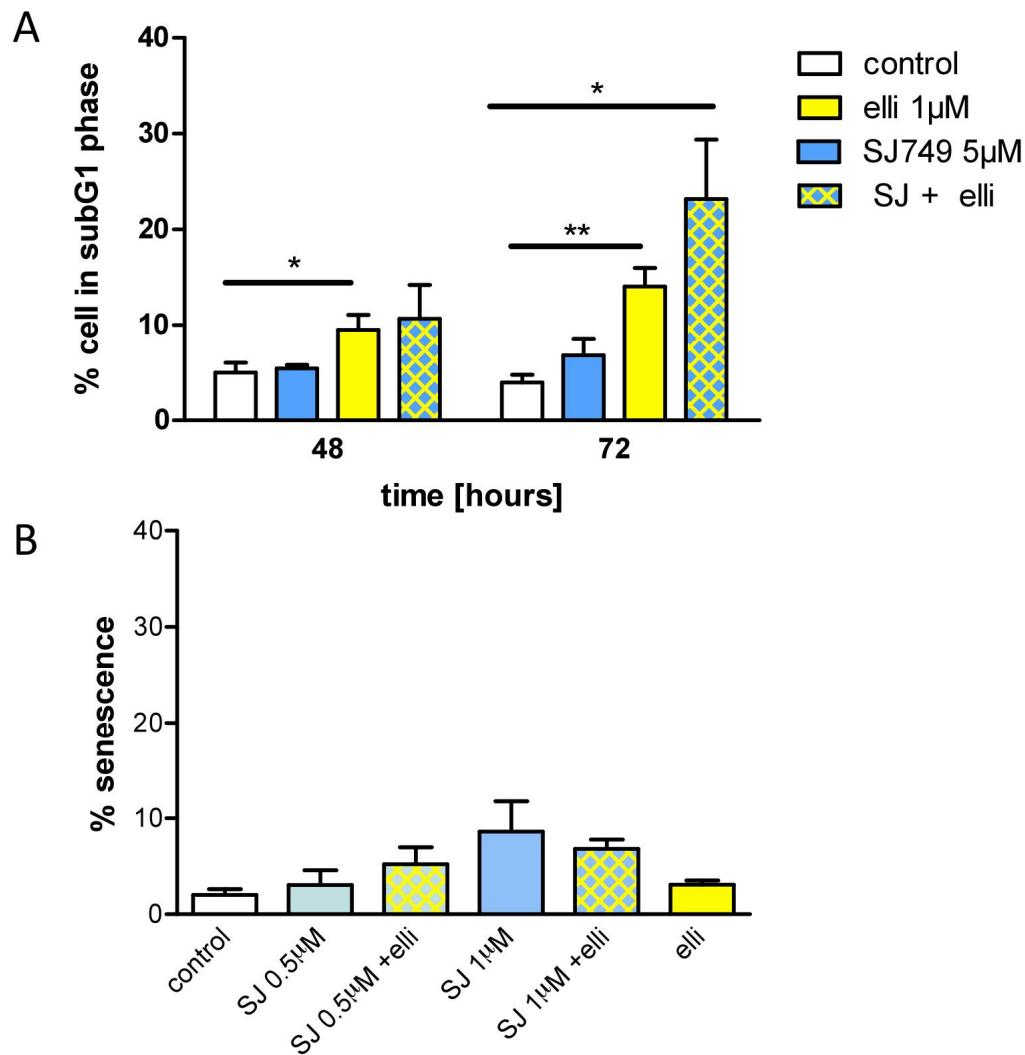 A
% cell in subG1 phase
40
30
20
10
0
*
*
**
48
72
time [hours]
control
elli 1µM
SJ749 5µM
SJ + elli
B
% senescence
40
30
20
10
0
control
SJ 0.5µM
SJ 0.5µM +elli
SJ 1µM
SJ 1µM +elli
elli